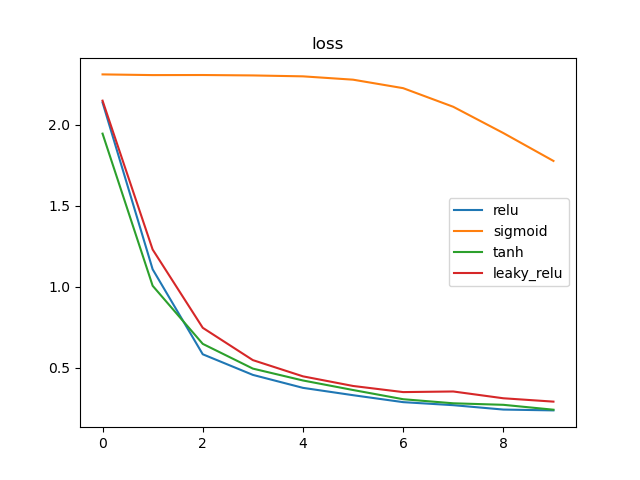 loss
2.0
1.5
1.0
0.5
relu
sigmoid
tanh
leaky_relu
0 2 4 6 8